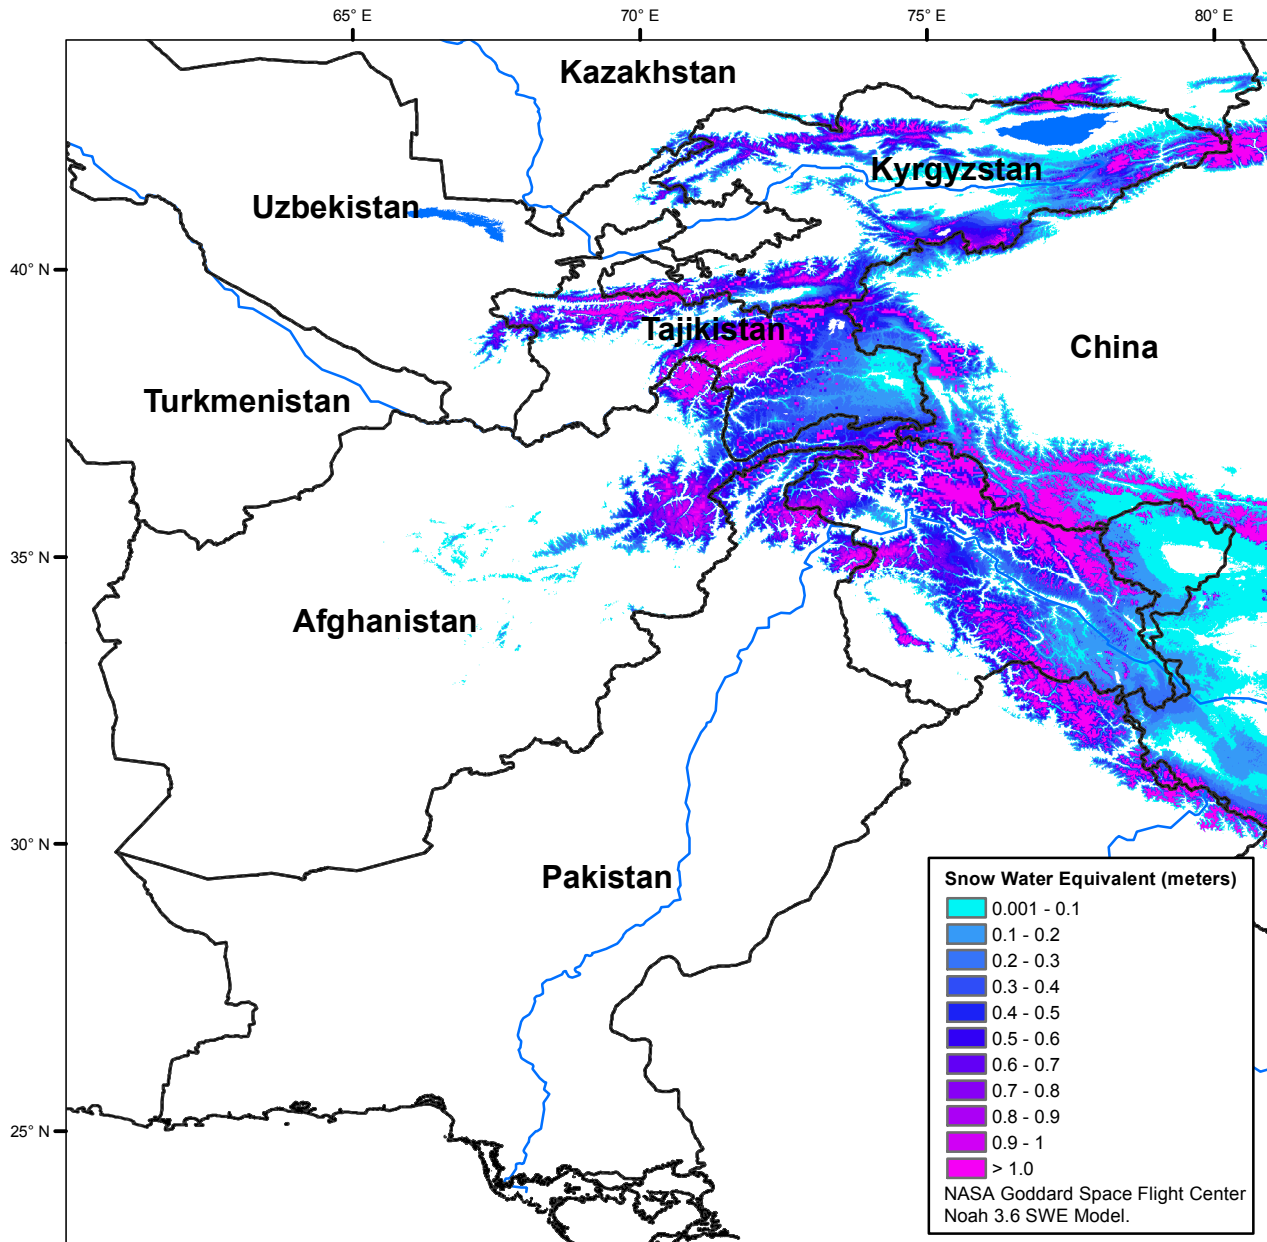 65° E
70° E
75° E
80° E
Kazakhstan
Kyrgyzstan
Uzbekistan
40° N
Tajikistan
China
Turkmenistan
35° N
Afghanistan
30° N
Pakistan
25° N
Snow Water Equivalent (meters)
0.001 - 0.1
0.1 - 0.2
0.2 - 0.3
0.3 - 0.4
0.4 - 0.5
0.5 - 0.6
0.6 - 0.7
0.7 - 0.8
0.8 - 0.9
0.9 - 1
> 1.0
NASA Goddard Space Flight Center
Noah 3.6 SWE Model.